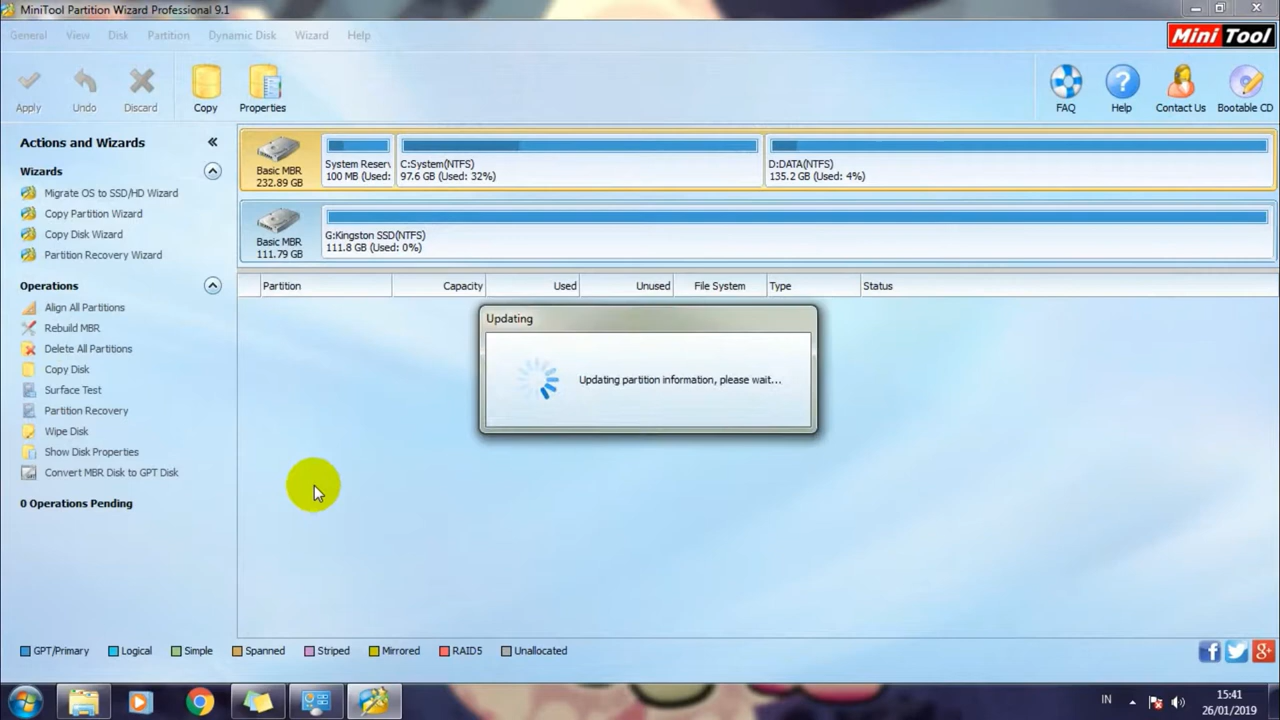 MiniTool Partition Wizard Professional 9.1
General View Disk Partition Dynamic Disk Wizard Help
Mini Tool
Apply Undo Discard Copy Properties FAQ Help Contact Us Bootable CD
Actions and Wizards
Wizards
Migrate OS to SSD/HD Wizard
Copy Partition Wizard
Copy Disk Wizard
Partition Recovery Wizard
Operations
Align All Partitions
Rebuild MBR
Delete All Partitions
Copy Disk
Surface Test
Partition Recovery
Wipe Disk
Show Disk Properties
Convert MBR Disk to GPT Disk
0 Operations Pending
Basic MBR
232.89 GB
System Reserv
100 MB (Used:
C:System(NTFS)
97.6 GB (Used: 32%)
D:DATA(NTFS)
135.2 GB (Used: 4%)
Basic MBR
111.79 GB
G:Kingston SSD(NTFS)
111.8 GB (Used: 0%)
Partition Capacity Used Unused File System Type Status
Updating
Updating partition information, please wait...
GPT/Primary Logical Simple Spanned Striped Mirrored RAID5 Unallocated
IN
15:41
26/01/2019